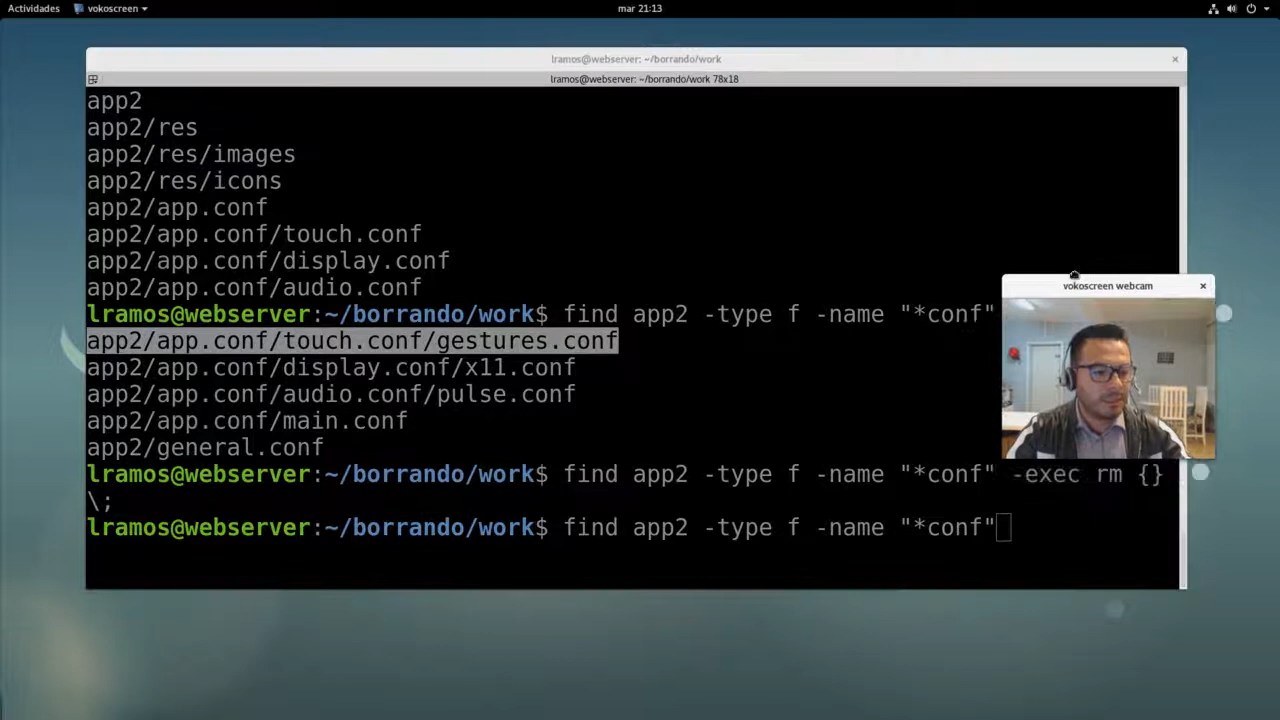 Actividades vokoscreen mar 21:13
lramos@webserver: ~/borrando/work
lramos@webserver: ~/borrando/work 78x18
app2
app2/res
app2/res/images
app2/res/icons
app2/app.conf
app2/app.conf/touch.conf
app2/app.conf/display.conf
app2/app.conf/audio.conf
lramos@webserver:~/borrando/work$ find app2 -type f -name "*conf"
vokoscreen webcam
app2/app.conf/touch.conf/gestures.conf
app2/app.conf/display.conf/x11.conf
app2/app.conf/audio.conf/pulse.conf
app2/app.conf/main.conf
app2/general.conf
lramos@webserver:~/borrando/work$ find app2 -type f -name "*conf" -exec rm {}
\;
lramos@webserver:~/borrando/work$ find app2 -type f -name "*conf"